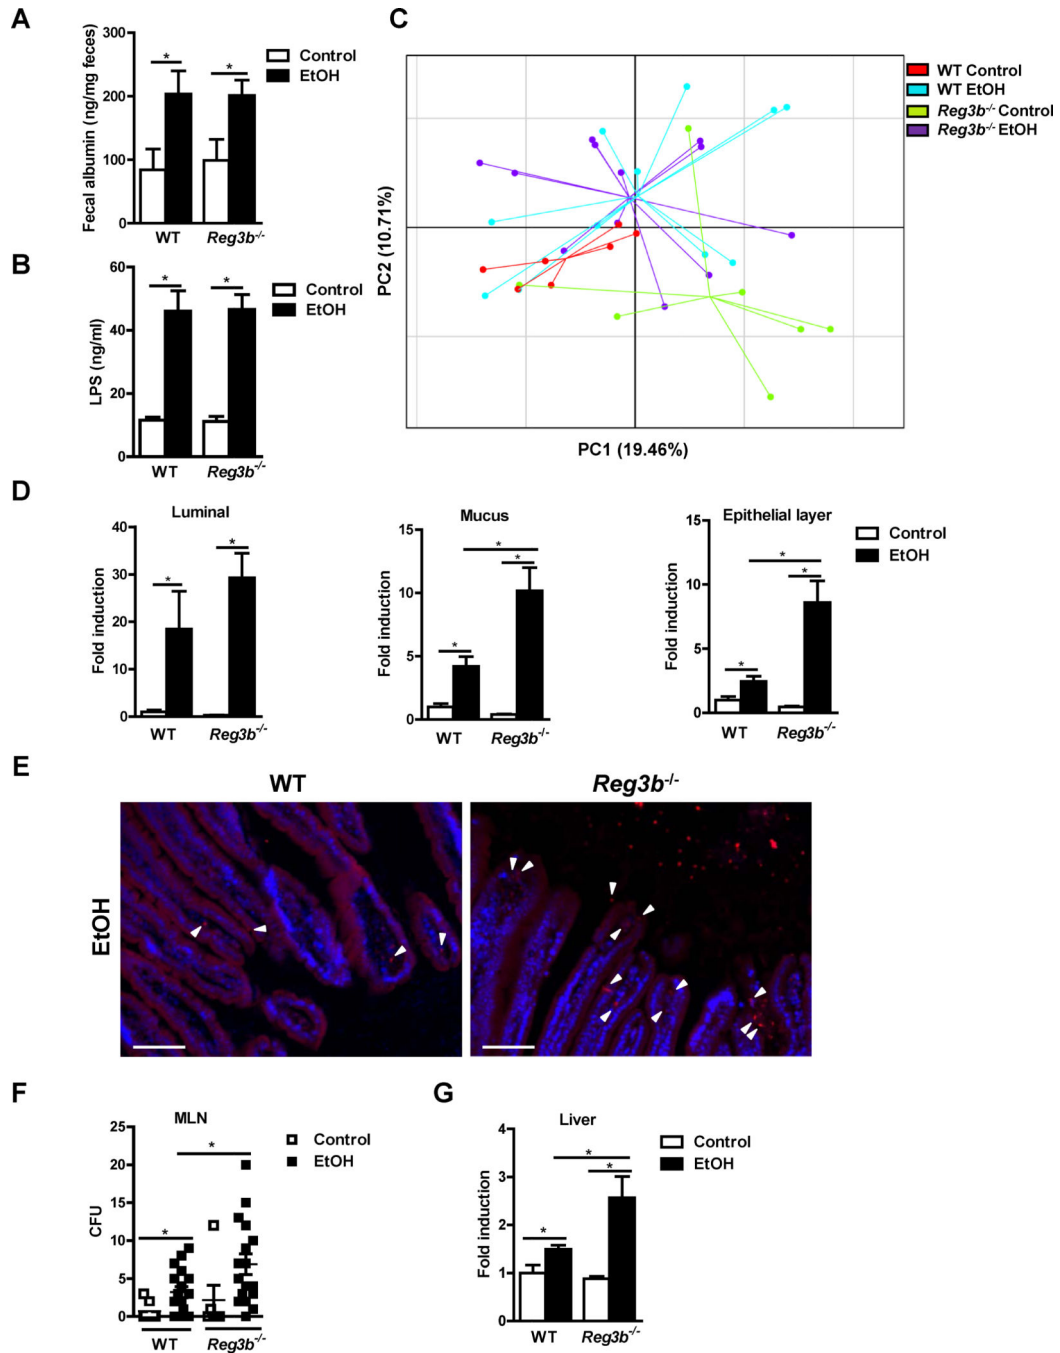 A
Fecal albumin (ng/mg feces)
300
200
100
0
*
*
WT
Reg3b-/-
Control
EtOH
B
LPS (ng/ml)
60
40
20
0
*
*
WT
Reg3b-/-
Control
EtOH
C
PC2 (10.71%)
PC1 (19.46%)
WT Control
WT EtOH
Reg3b-/- Control
Reg3b-/- EtOH
D
Luminal
Fold induction
40
30
20
10
0
*
*
WT
Reg3b-/-
Mucus
Fold induction
15
10
5
0
*
*
*
WT
Reg3b-/-
Epithelial layer
Fold induction
15
10
5
0
*
*
*
WT
Reg3b-/-
Control
EtOH
E
WT
Reg3b-/-
EtOH
F
MLN
CFU
25
20
15
10
5
0
*
*
WT
Reg3b-/-
Control
EtOH
G
Liver
Fold induction
4
3
2
1
0
*
*
*
WT
Reg3b-/-
Control
EtOH